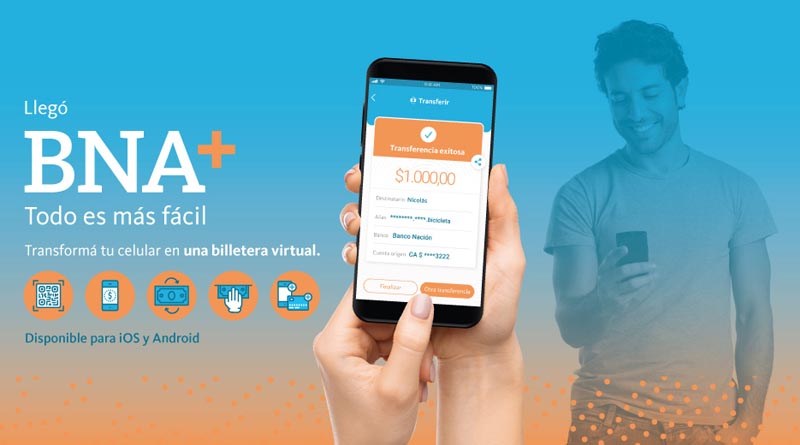 Llegó
BNA+
Todo es más fácil
Transformá tu celular en una billetera virtual.
Disponible para iOS y Android
100%
Transferir
Transferencia exitosa
$1.000,00
Destinatario Nicolás
Alias ********.****.bicicleta
Banco Banco Nación
Cuenta origen CA $ ****3222
Finalizar
Otra transferencia